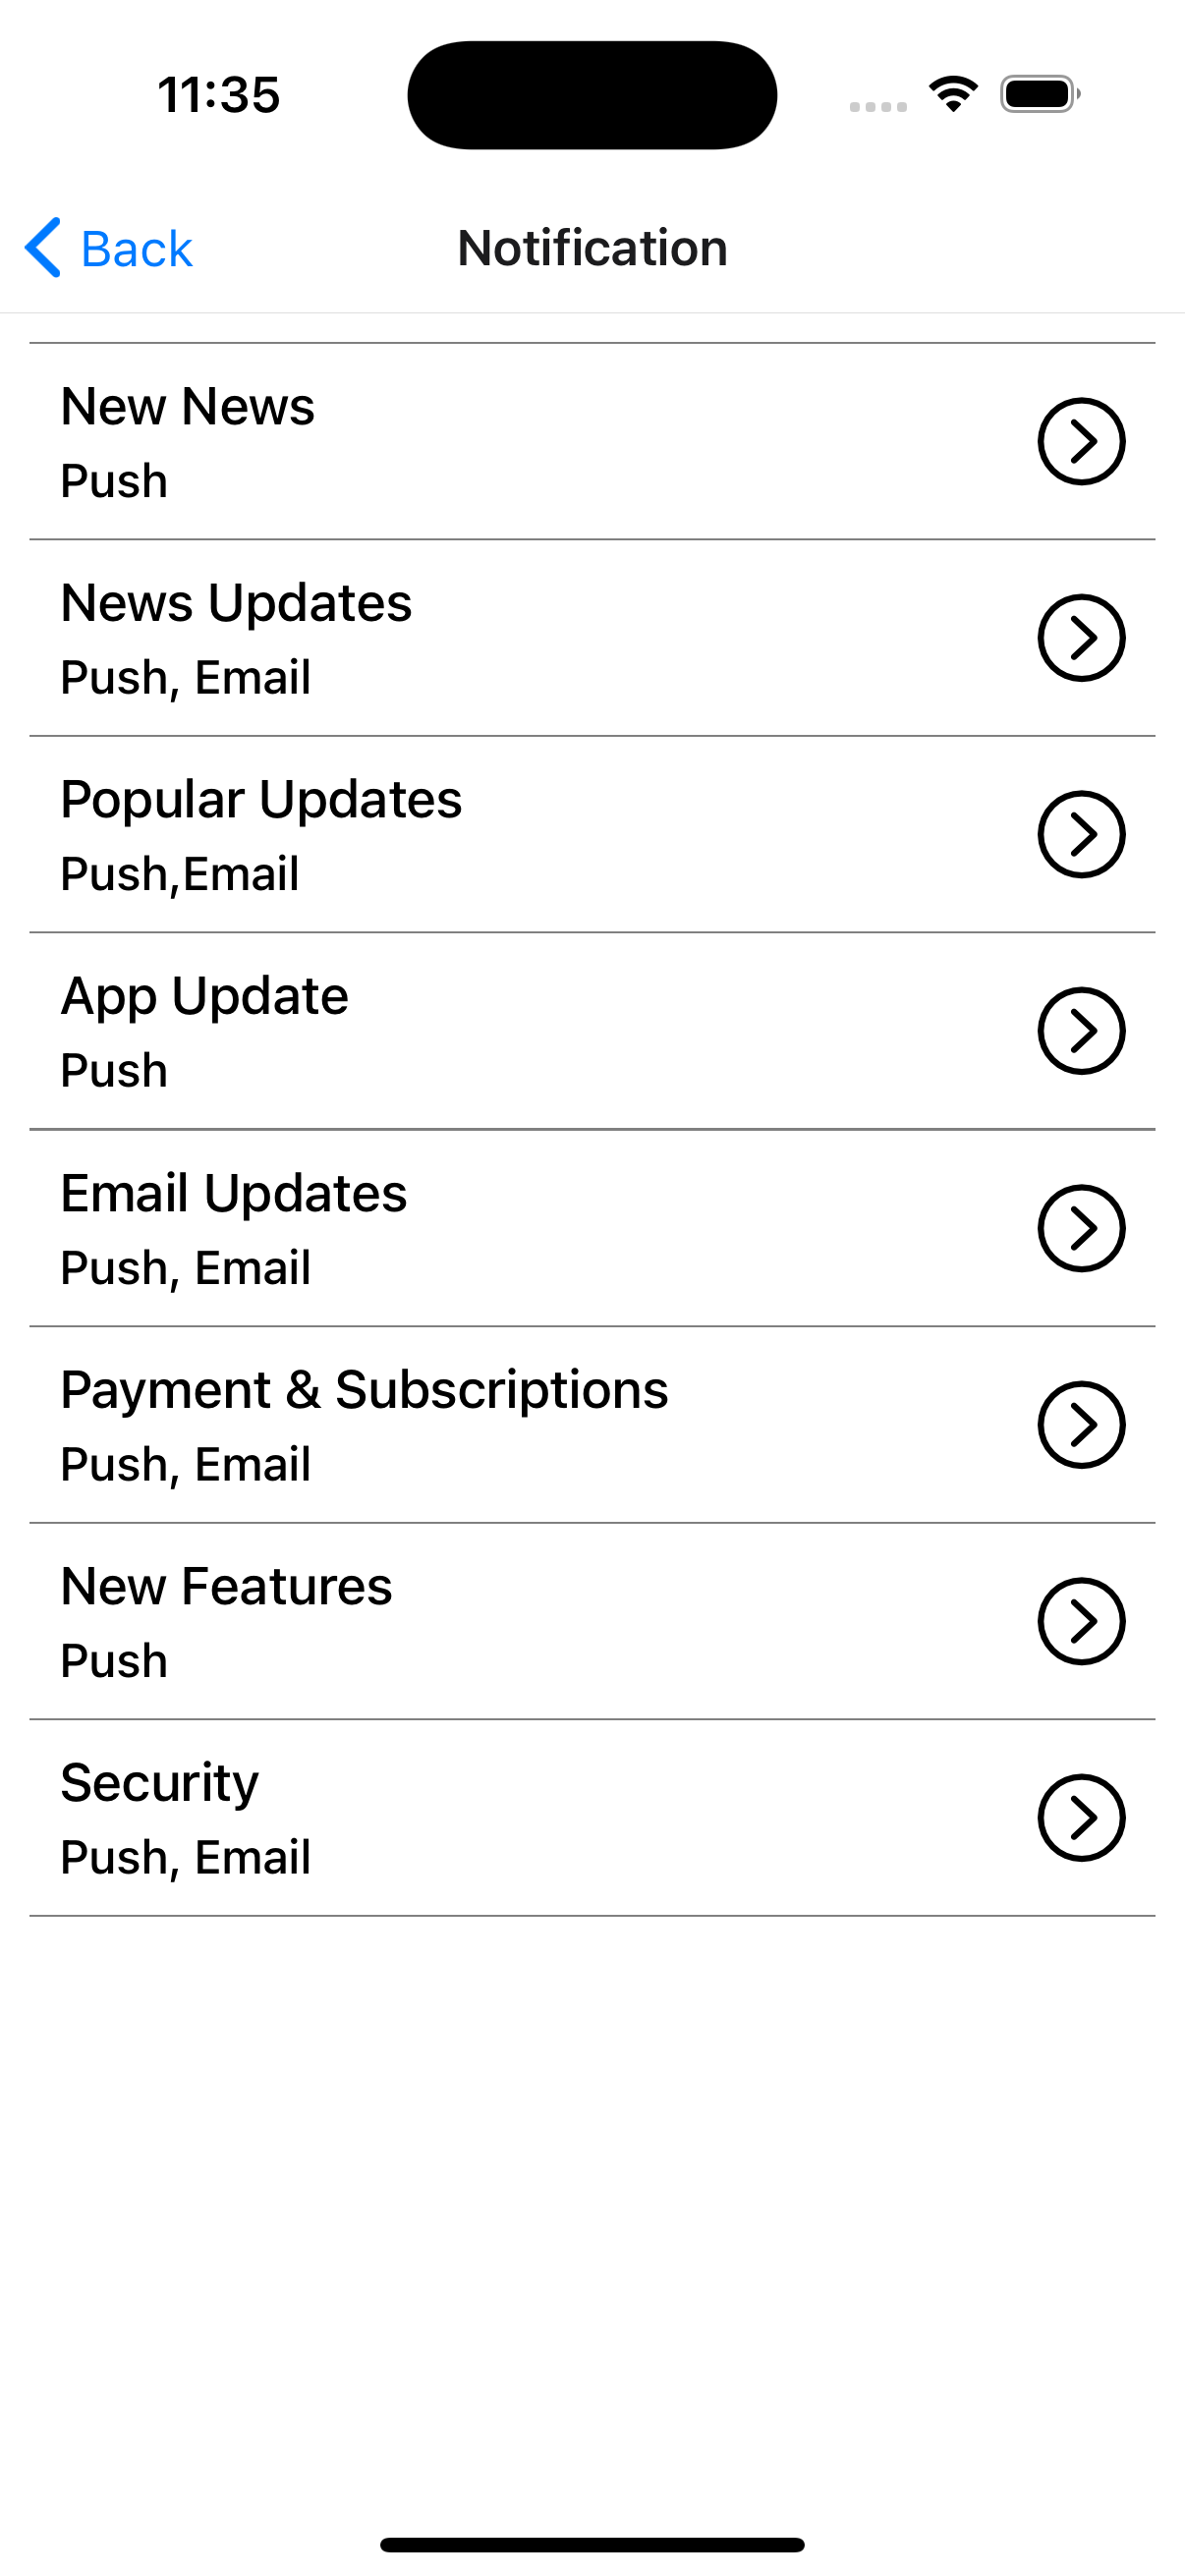 11:35
Back
Notification
New News
Push
News Updates
Push, Email
Popular Updates
Push,Email
App Update
Push
Email Updates
Push, Email
Payment & Subscriptions
Push, Email
New Features
Push
Security
Push, Email